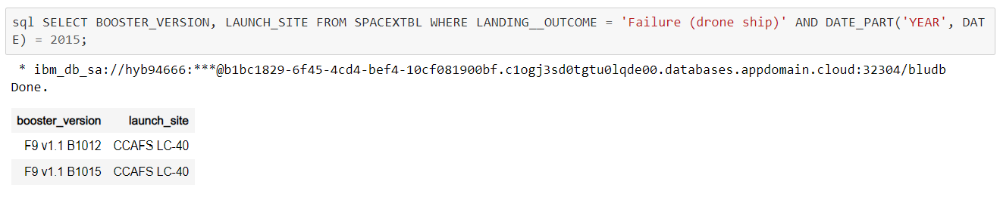 sql SELECT BOOSTER_VERSION, LAUNCH_SITE FROM SPACEXTBL WHERE LANDING__OUTCOME = 'Failure (drone ship)' AND DATE_PART('YEAR', DAT
E) = 2015;
* ibm_db_sa://hyb94666:***@b1bc1829-6f45-4cd4-bef4-10cf081900bf.c1ogj3sd0tgtu0lqde00.databases.appdomain.cloud:32304/bludb
Done.
booster_version launch_site
F9 v1.1 B1012 CCAFS LC-40
F9 v1.1 B1015 CCAFS LC-40